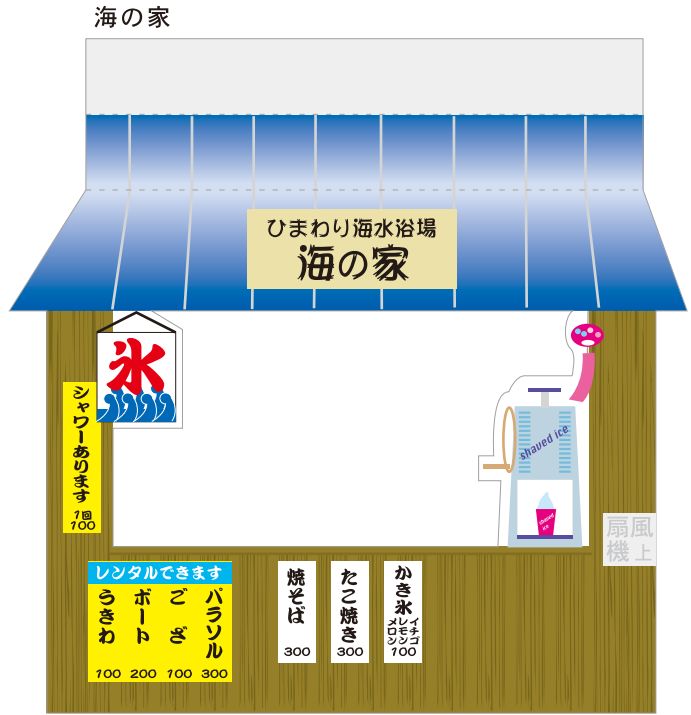 海の家
ひまわり海水浴場
海の家
氷
シャワーあります
1回
100
shaved ice
shaved
ice
扇風
機上
レンタルできます
パラソル
300
ござ
100
ボート
200
うきわ
100
焼そば
300
たこ焼き
300
かき氷
イチゴ
レモン
メロン
100